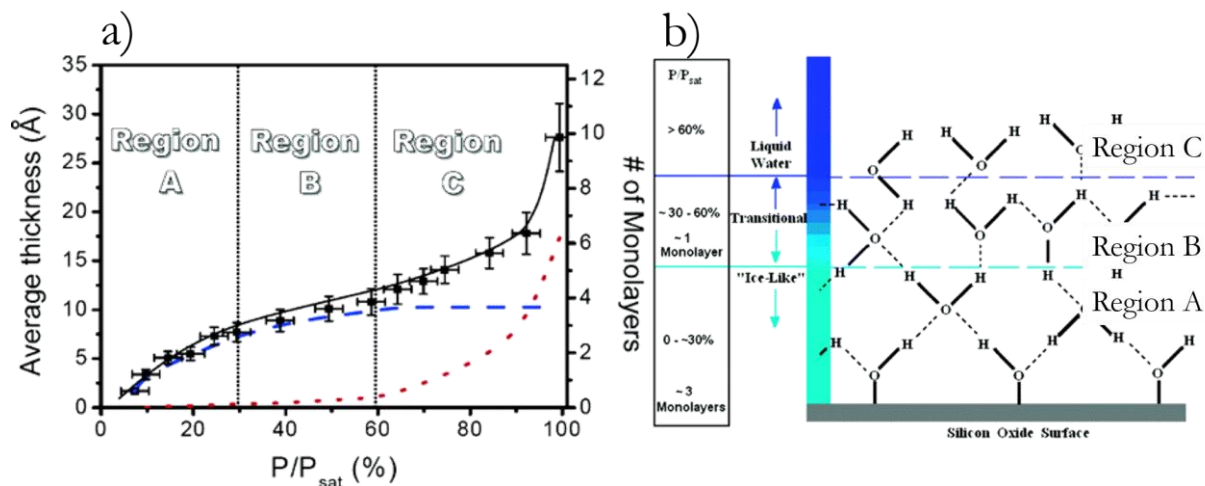 a)
35
30
25
20
15
10
5
0
Average thickness (Å)
Region
A
Region
B
Region
C
12
10
8
6
4
2
0
# of Monolayers
0
20
40
60
80
100
P/Psat (%)
b)
P/Psat
> 60%
~ 30 - 60%
~1
Monolayer
0 - ~30%
~3
Monolayers
Liquid
Water
Transitional
"Ice-Like"
H H H H H
Region C
O O
H H H H H
O O
Region B
O H H H H H
O
Region A
H H H H H H
O O O
Silicon Oxide Surface